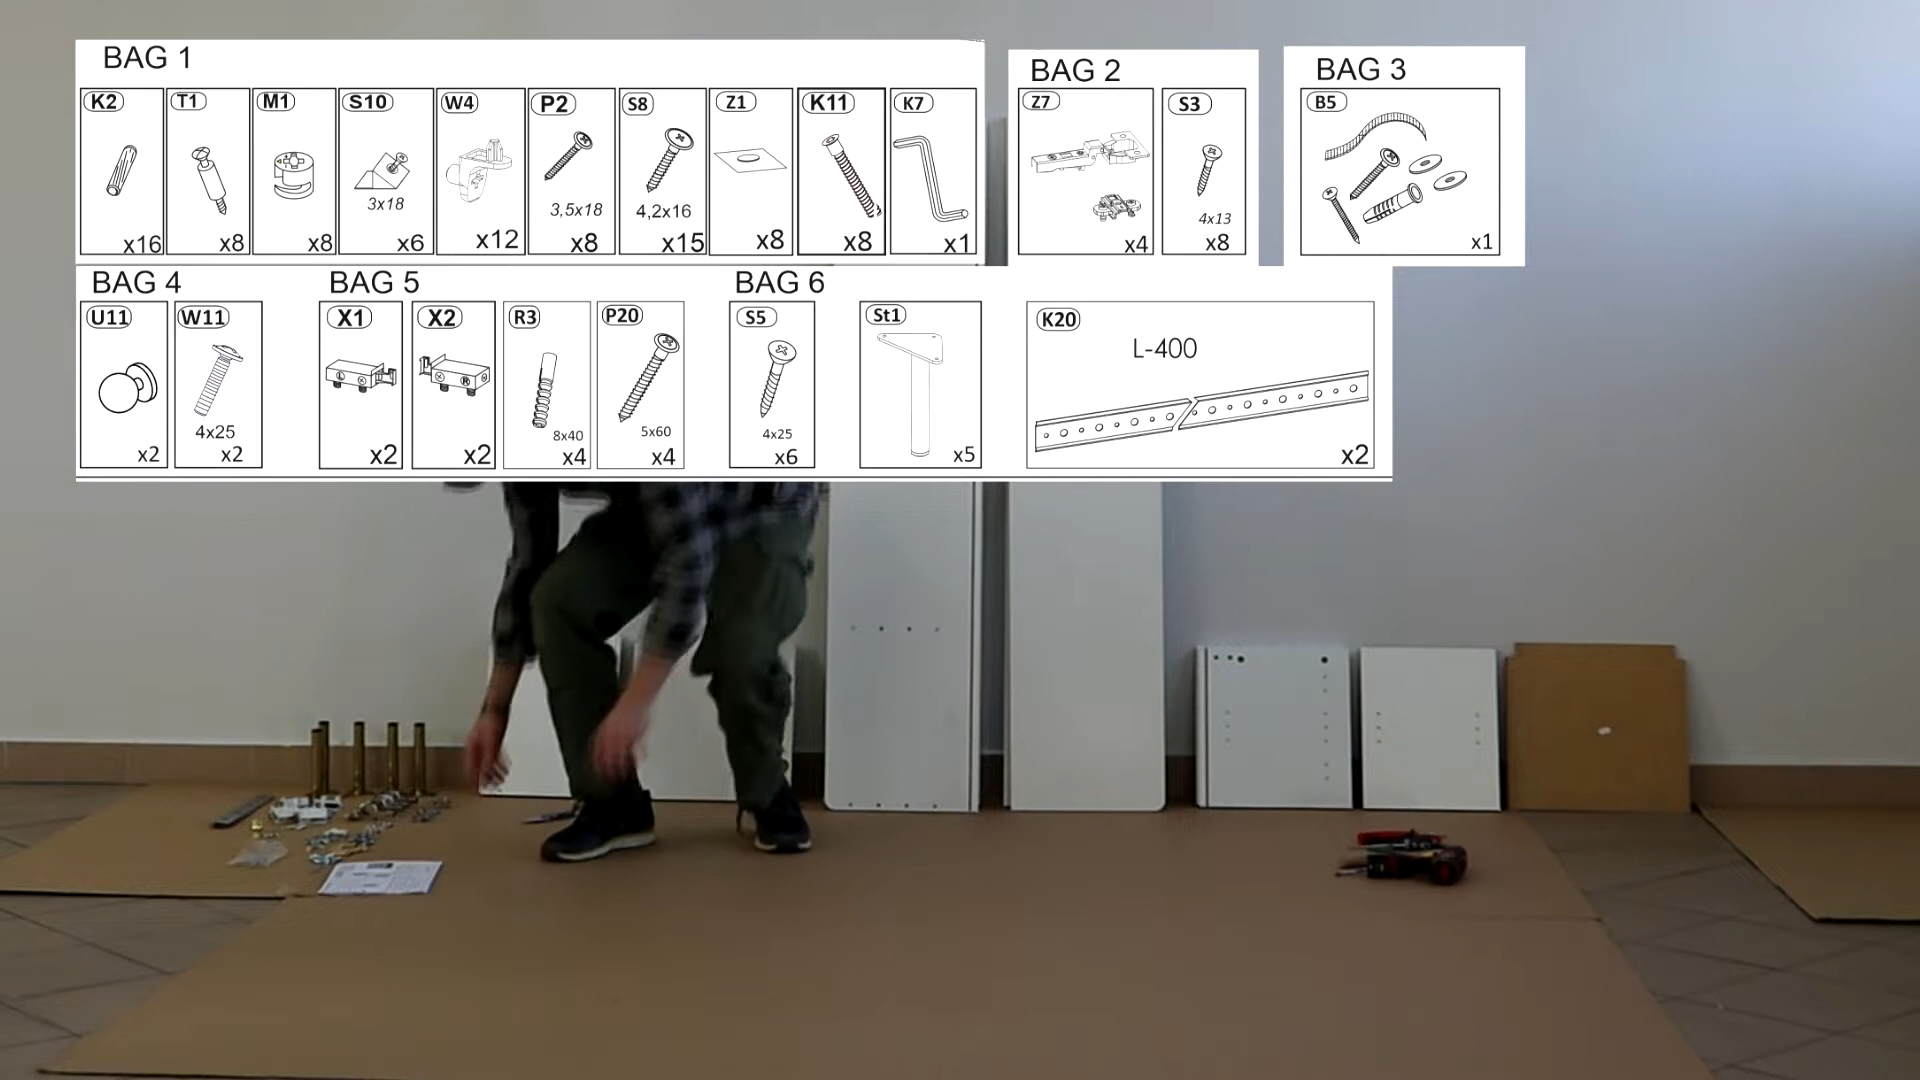 BAG 1
K2
x16
T1
x8
M1
x8
S10
3x18
x6
W4
x12
P2
3,5x18
x8
S8
4,2x16
x15
Z1
x8
K11
x8
K7
x1
BAG 2
Z7
x4
S3
4x13
x8
BAG 3
B5
x1
BAG 4
U11
x2
W11
4x25
x2
BAG 5
X1
L
x2
X2
R
x2
R3
8x40
x4
P20
5x60
x4
BAG 6
S5
4x25
x6
St1
x5
K20
L-400
x2